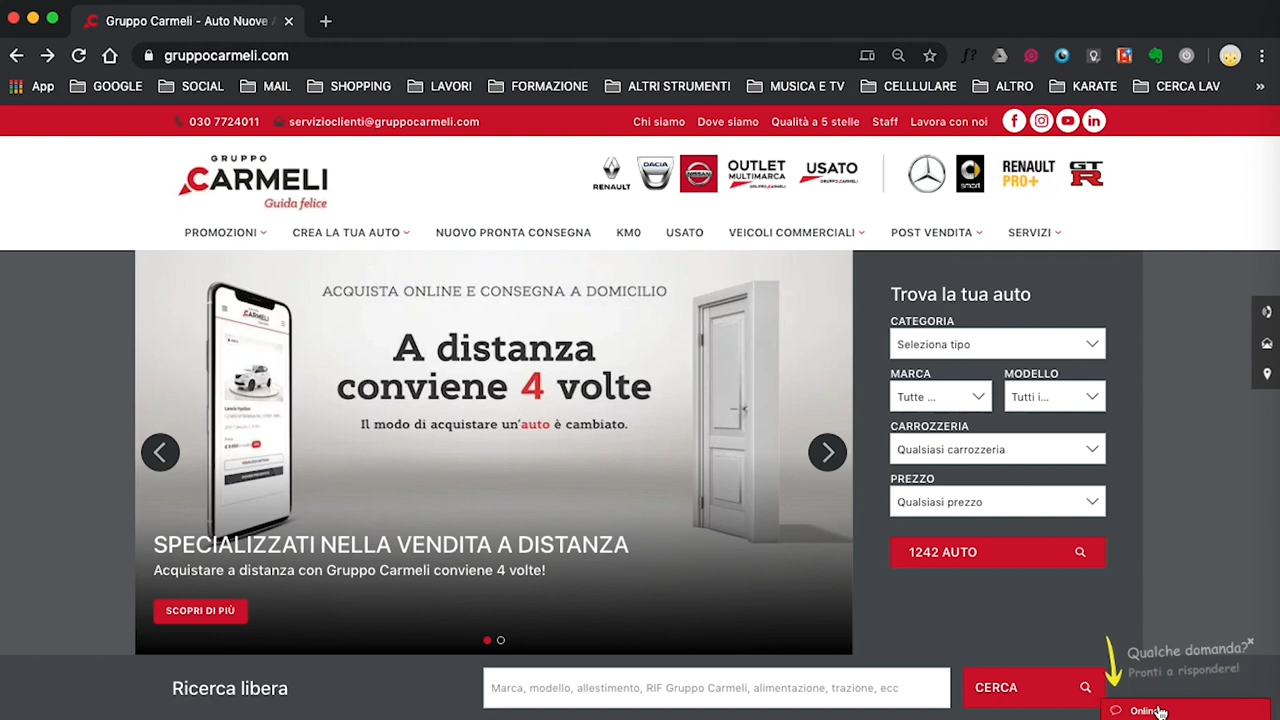 Gruppo Carmeli - Auto Nuove
gruppocarmeli.com
App GOOGLE SOCIAL MAIL SHOPPING LAVORI FORMAZIONE ALTRI STRUMENTI MUSICA E TV CELLLULARE ALTRO KARATE CERCA LAV »
030 7724011 servizioclienti@gruppocarmeli.com Chi siamo Dove siamo Qualità a 5 stelle Staff Lavora con noi
GRUPPO
CARMELI
Guida felice
RENAULT DACIA NISSAN OUTLET MULTIMARCA USATO smart RENAULT PRO+ GT R
PROMOZIONI CREA LA TUA AUTO NUOVO PRONTA CONSEGNA KM0 USATO VEICOLI COMMERCIALI POST VENDITA SERVIZI
ACQUISTA ONLINE E CONSEGNA A DOMICILIO
A distanza
conviene 4 volte
Il modo di acquistare un'auto è cambiato.
CARMELI
SPECIALIZZATI NELLA VENDITA A DISTANZA
Acquistare a distanza con Gruppo Carmeli conviene 4 volte!
SCOPRI DI PIÙ
Trova la tua auto
CATEGORIA
Seleziona tipo
MARCA MODELLO
Tutte ... Tutti i...
CARROZZERIA
Qualsiasi carrozzeria
PREZZO
Qualsiasi prezzo
1242 AUTO
Qualche domanda?
Pronti a rispondere!
Ricerca libera
Marca, modello, allestimento, RIF Gruppo Carmeli, alimentazione, trazione, ecc
CERCA
Online